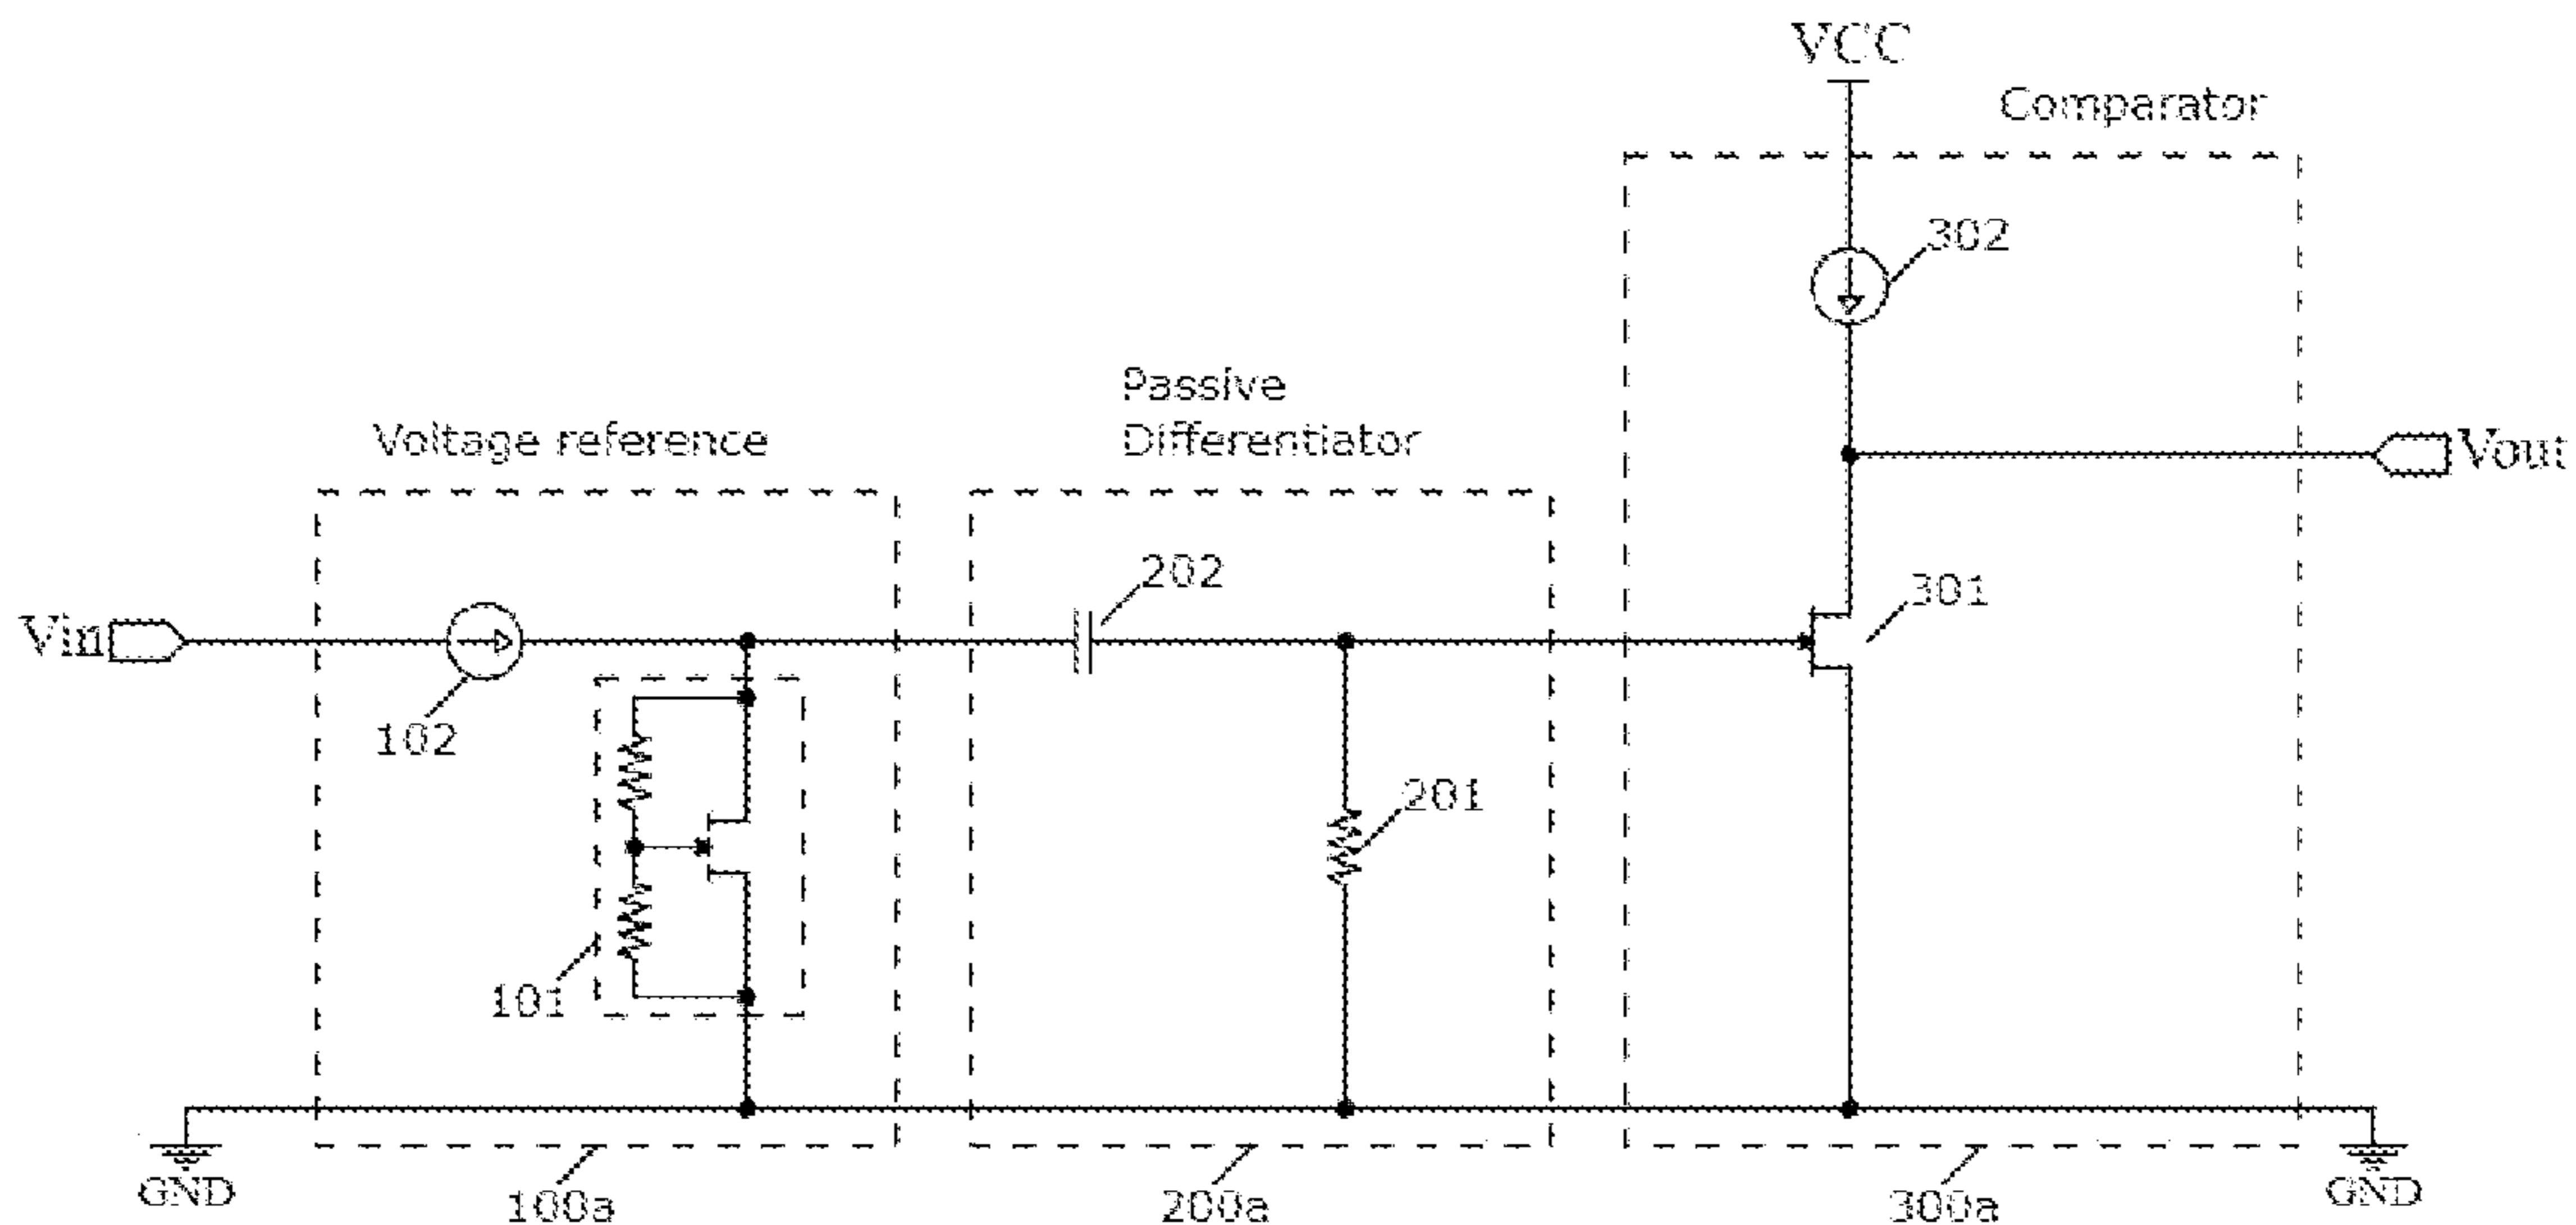 VCC
Comparator
302
Passive
Differentiator
Voltage reference
Vout
202
301
Vin
102
201
101
GND
GND
100a
200a
300a